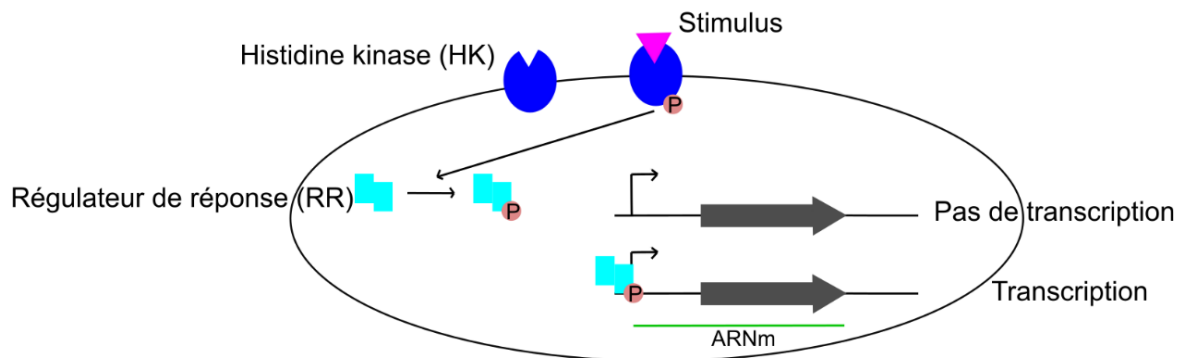 Stimulus
Histidine kinase (HK)
P
Régulateur de réponse (RR)
P
Pas de transcription
P
Transcription
ARNm